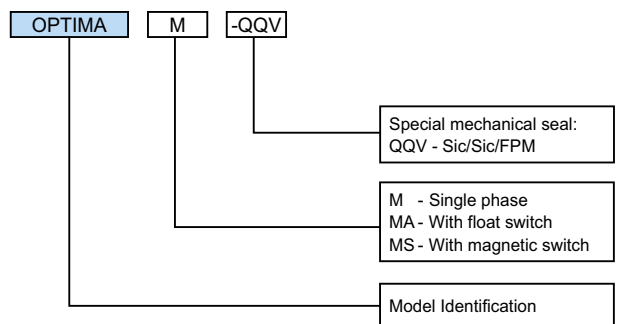 OPTIMA M -QQV
Special mechanical seal:
QQV - Sic/Sic/FPM
M - Single phase
MA - With float switch
MS - With magnetic switch
Model Identification